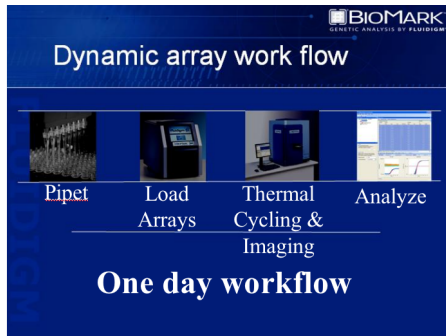 BIOMARK
GENETIC ANALYSIS BY FLUIDIGM
Dynamic array work flow
Pipet
Load
Arrays
Thermal
Cycling &
Imaging
Analyze
One day workflow
FLUIDIGM